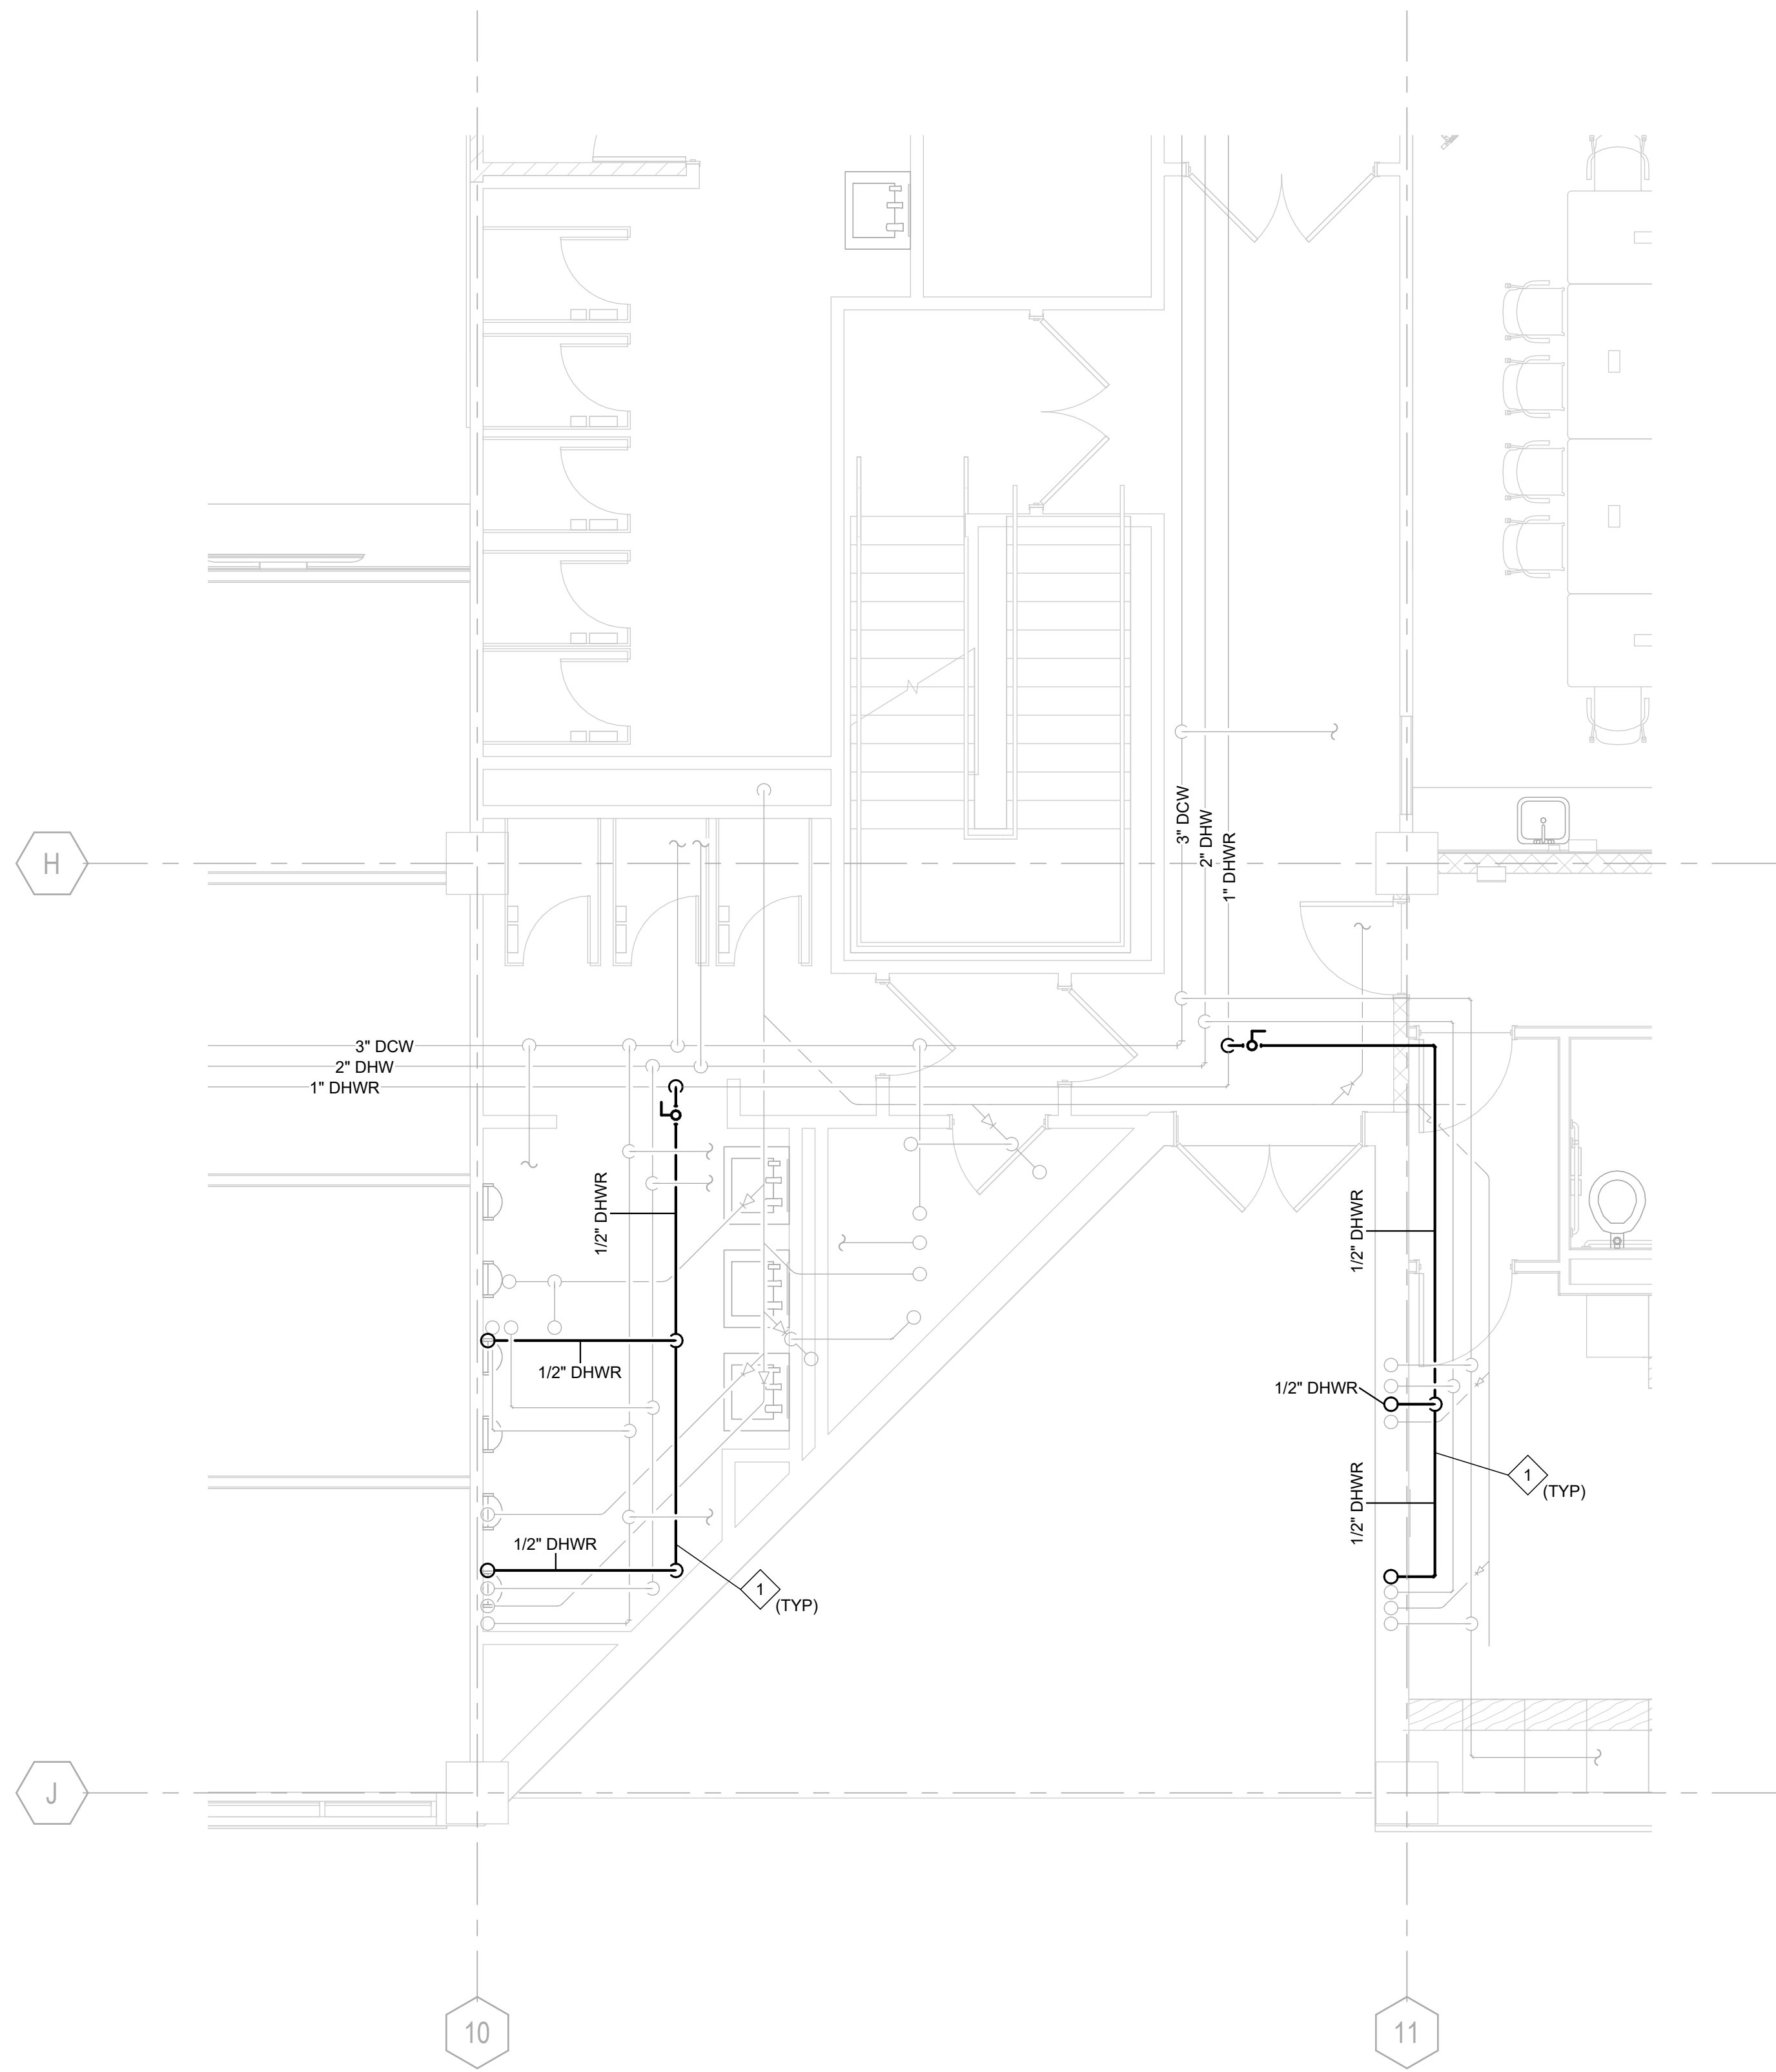 3" DCW
2" DHW
1" DHWR
H
3" DCW
2" DHW
1" DHWR
1/2" DHWR
1/2" DHWR
1/2" DHWR
1/2" DHWR
1/2" DHWR
1/2" DHWR
1
(TYP)
1
(TYP)
J
10
11